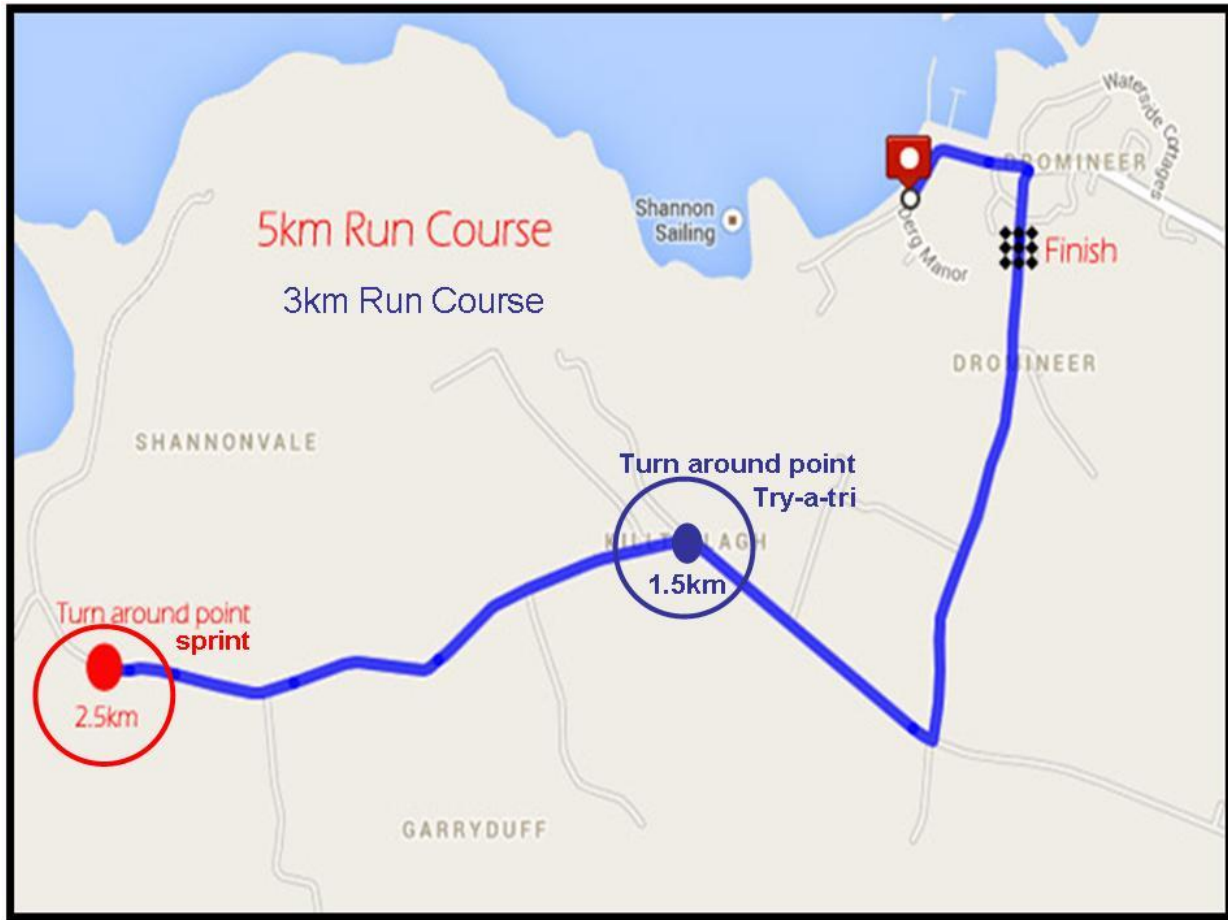 Waterside Cottages
DROMINEER
5km Run Course
Shannon
Sailing
erg Manor
Finish
3km Run Course
DROMINEER
SHANNONVALE
Turn around point
Try-a-tri
1.5km
Turn around point
sprint
2.5km
GARRYDUFF